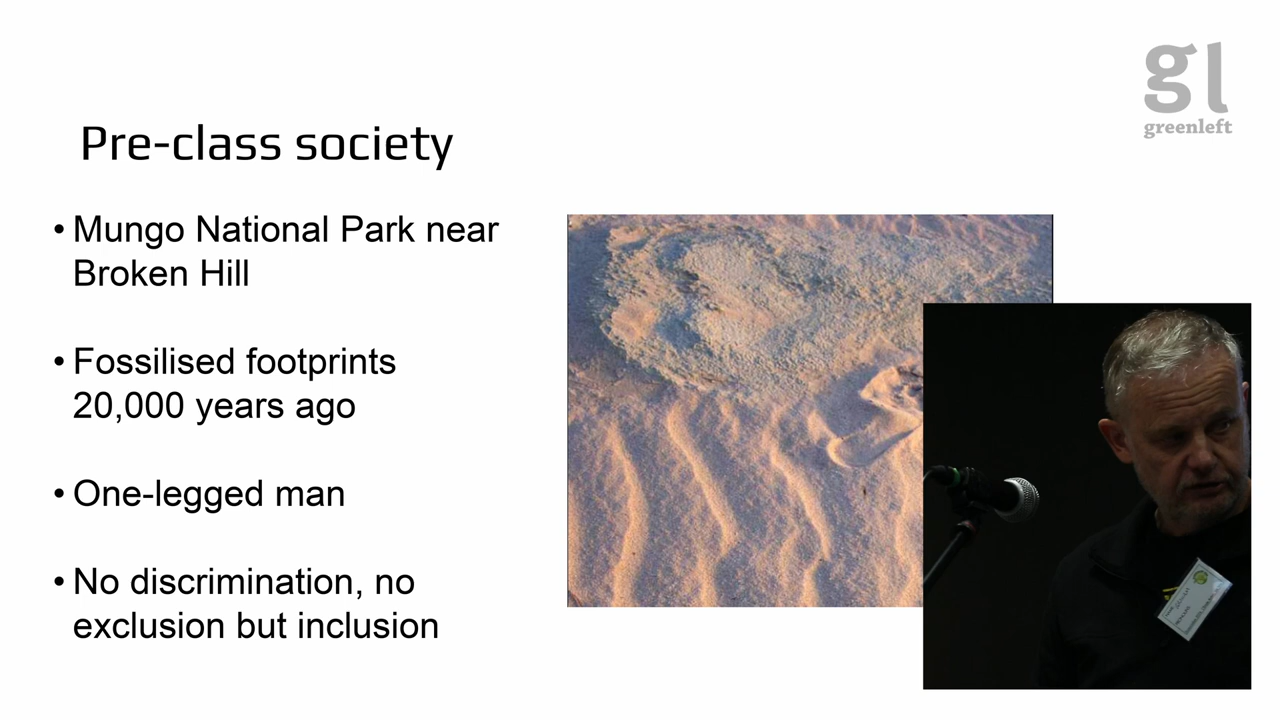 gl
greenleft
Pre-class society
• Mungo National Park near
Broken Hill
• Fossilised footprints
20,000 years ago
• One-legged man
• No discrimination, no
exclusion but inclusion